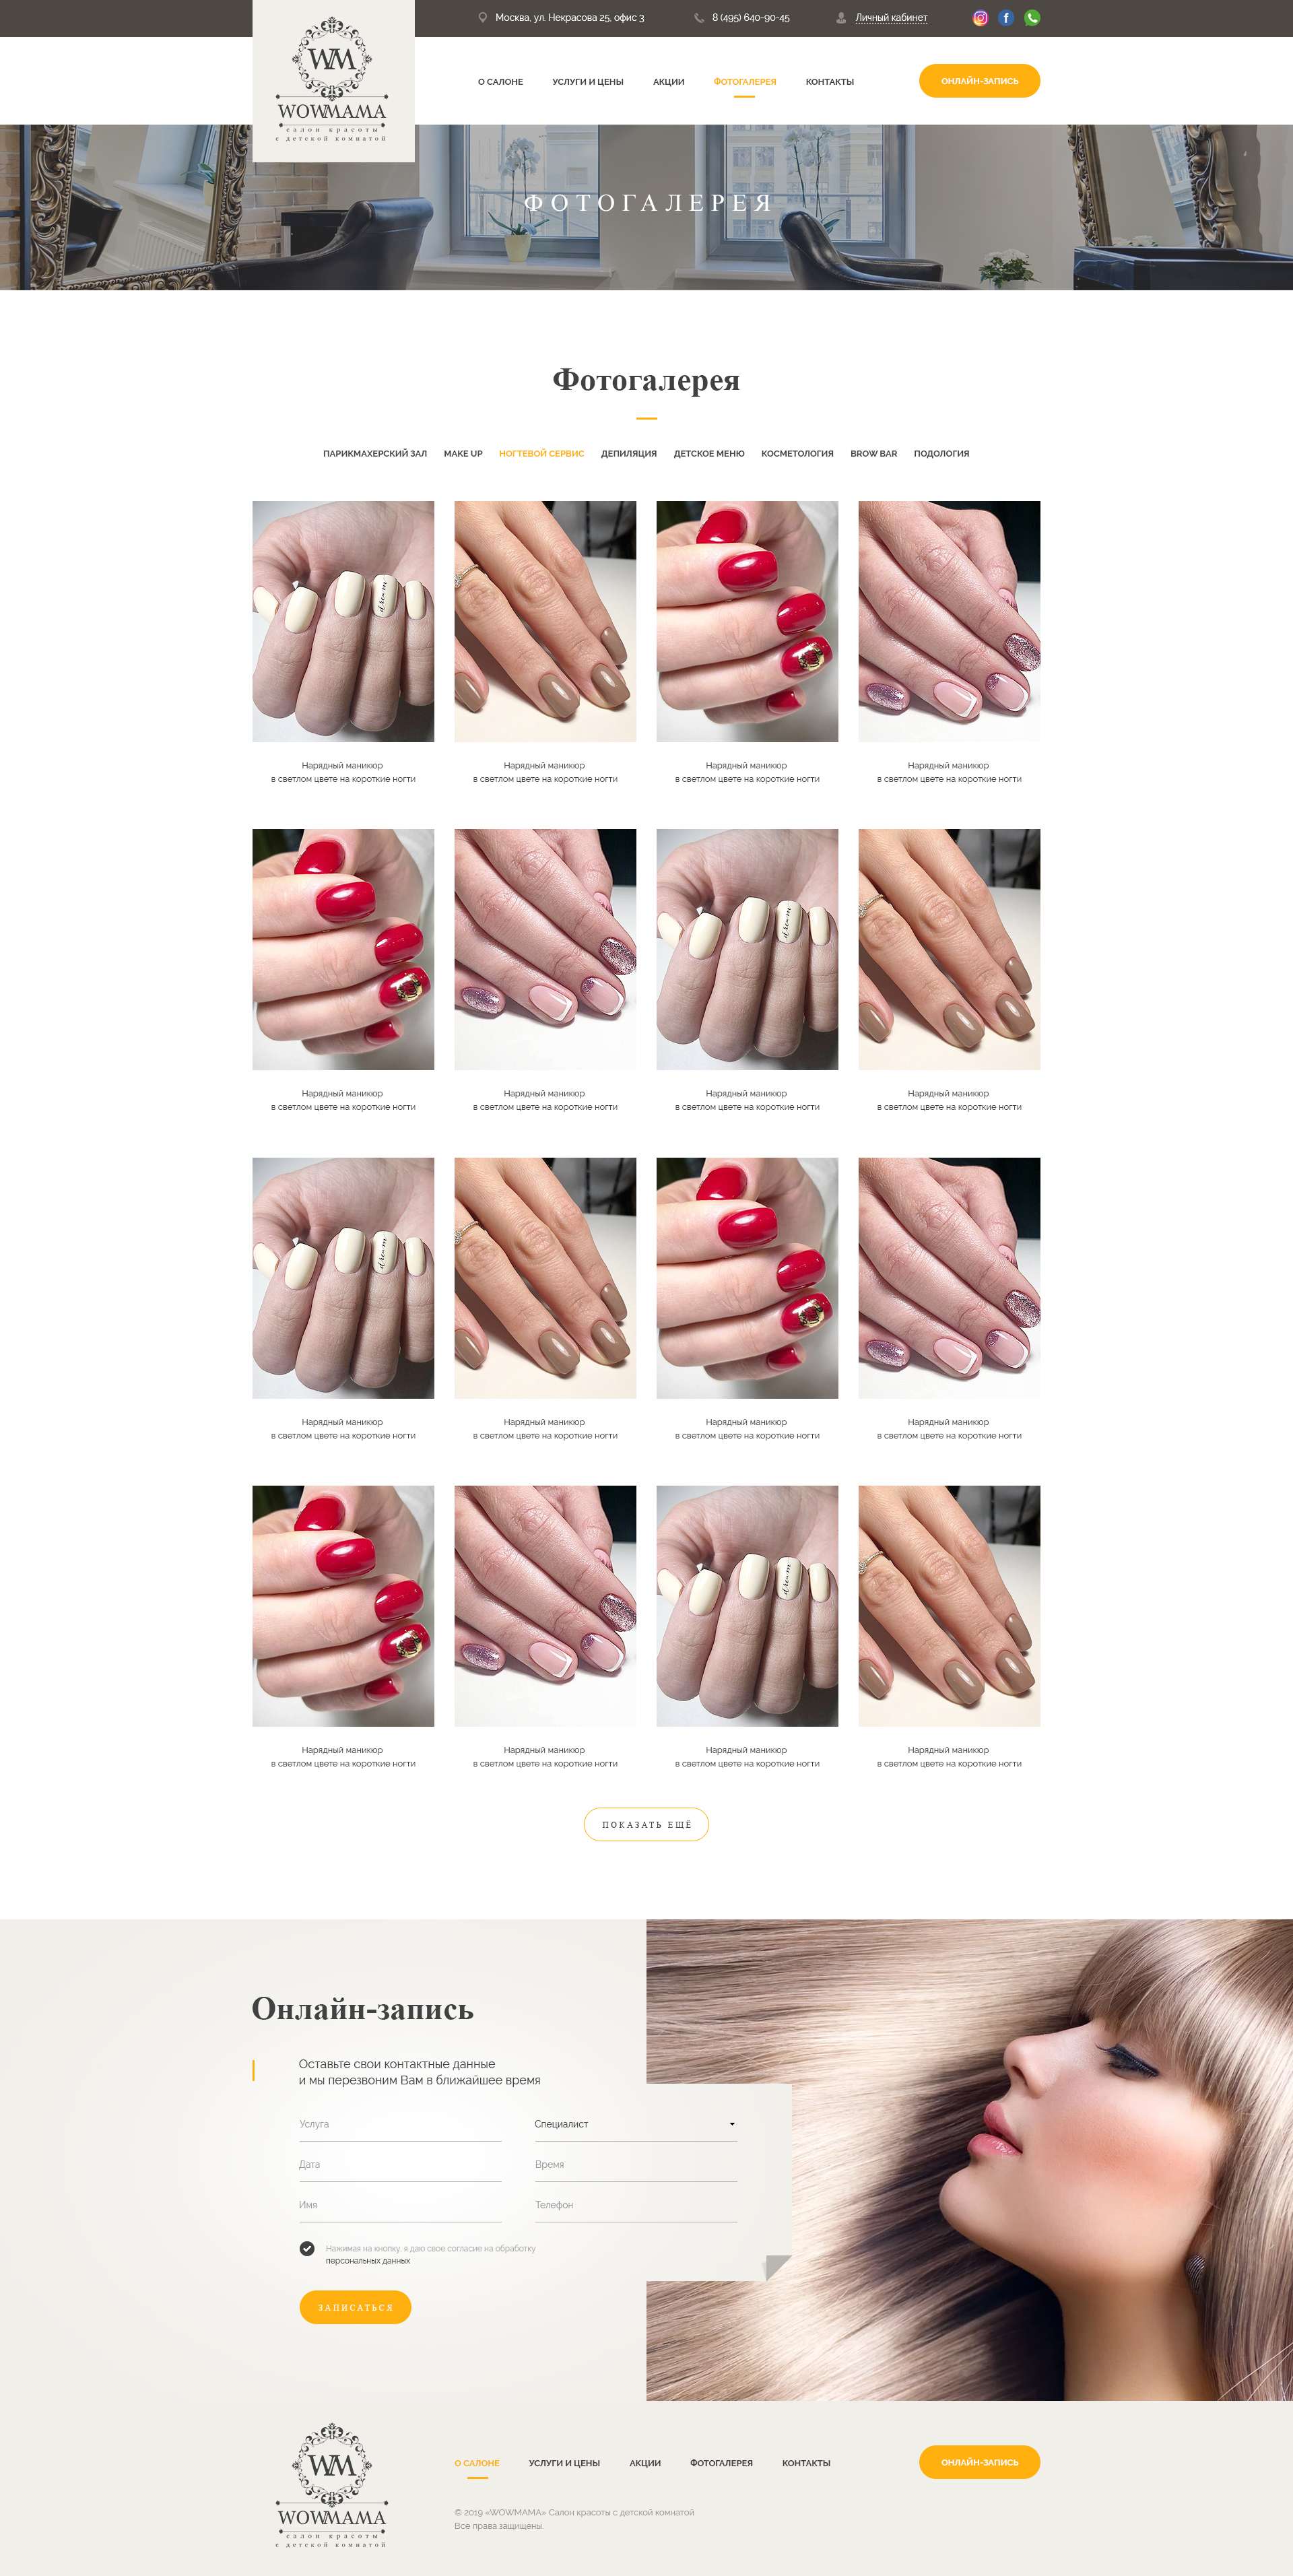 Москва, ул. Некрасова 25, офис 3
8 (495) 640-90-45
Личный кабинет
WM
WOWMAMA
салон красоты
с детской комнатой
О САЛОНЕ
УСЛУГИ И ЦЕНЫ
АКЦИИ
ФОТОГАЛЕРЕЯ
КОНТАКТЫ
ОНЛАЙН-ЗАПИСЬ
ФОТОГАЛЕРЕЯ
Фотогалерея
ПАРИКМАХЕРСКИЙ ЗАЛ
MAKE UP
НОГТЕВОЙ СЕРВИС
ДЕПИЛЯЦИЯ
ДЕТСКОЕ МЕНЮ
КОСМЕТОЛОГИЯ
BROW BAR
ПОДОЛОГИЯ
Нарядный маникюр
в светлом цвете на короткие ногти
Нарядный маникюр
в светлом цвете на короткие ногти
Нарядный маникюр
в светлом цвете на короткие ногти
Нарядный маникюр
в светлом цвете на короткие ногти
Нарядный маникюр
в светлом цвете на короткие ногти
Нарядный маникюр
в светлом цвете на короткие ногти
Нарядный маникюр
в светлом цвете на короткие ногти
Нарядный маникюр
в светлом цвете на короткие ногти
Нарядный маникюр
в светлом цвете на короткие ногти
Нарядный маникюр
в светлом цвете на короткие ногти
Нарядный маникюр
в светлом цвете на короткие ногти
Нарядный маникюр
в светлом цвете на короткие ногти
Нарядный маникюр
в светлом цвете на короткие ногти
Нарядный маникюр
в светлом цвете на короткие ногти
Нарядный маникюр
в светлом цвете на короткие ногти
Нарядный маникюр
в светлом цвете на короткие ногти
ПОКАЗАТЬ ЕЩЁ
Онлайн-запись
Оставьте свои контактные данные
и мы перезвоним Вам в ближайшее время
Услуга
Специалист
Дата
Время
Имя
Телефон
Нажимая на кнопку, я даю свое согласие на обработку
персональных данных
ЗАПИСАТЬСЯ
WM
WOWMAMA
салон красоты
с детской комнатой
О САЛОНЕ
УСЛУГИ И ЦЕНЫ
АКЦИИ
ФОТОГАЛЕРЕЯ
КОНТАКТЫ
ОНЛАЙН-ЗАПИСЬ
© 2019 «WOWMAMA» Салон красоты с детской комнатой
Все права защищены.